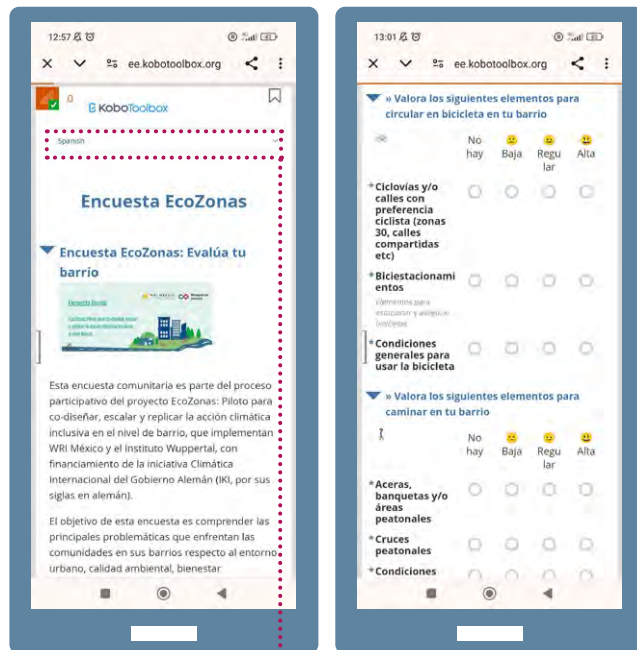 12:57
ee.kobotoolbox.org
0
KoboToolbox
Spanish
Encuesta EcoZonas
Encuesta EcoZonas: Evalúa tu
barrio
Esta encuesta comunitaria es parte del proceso
participativo del proyecto EcoZonas: Piloto para
co-diseñar, escalar y replicar la acción climática
inclusiva en el nivel de barrio, que implementan
WRI México y el Instituto Wuppertal, con
financiamiento de la iniciativa Climática
Internacional del Gobierno Alemán (IKI, por sus
siglas en alemán).
El objetivo de esta encuesta es comprender las
principales problemáticas que enfrentan las
comunidades en sus barrios respecto al entorno
urbano, calidad ambiental, bienestar
13:01
ee.kobotoolbox.org
» Valora los siguientes elementos para
circular en bicicleta en tu barrio
No hay Baja Regu lar Alta
*Ciclovías y/o
calles con
preferencia
ciclista (zonas
30, calles
compartidas
etc)
*Biciestacionami
entos
Elementos para
estacionar y asegurar
bicicletas
*Condiciones
generales para
usar la bicicleta
» Valora los siguientes elementos para
caminar en tu barrio
No hay Baja Regu lar Alta
*Aceras,
banquetas y/o
áreas
peatonales
*Cruces
peatonales
*Condiciones